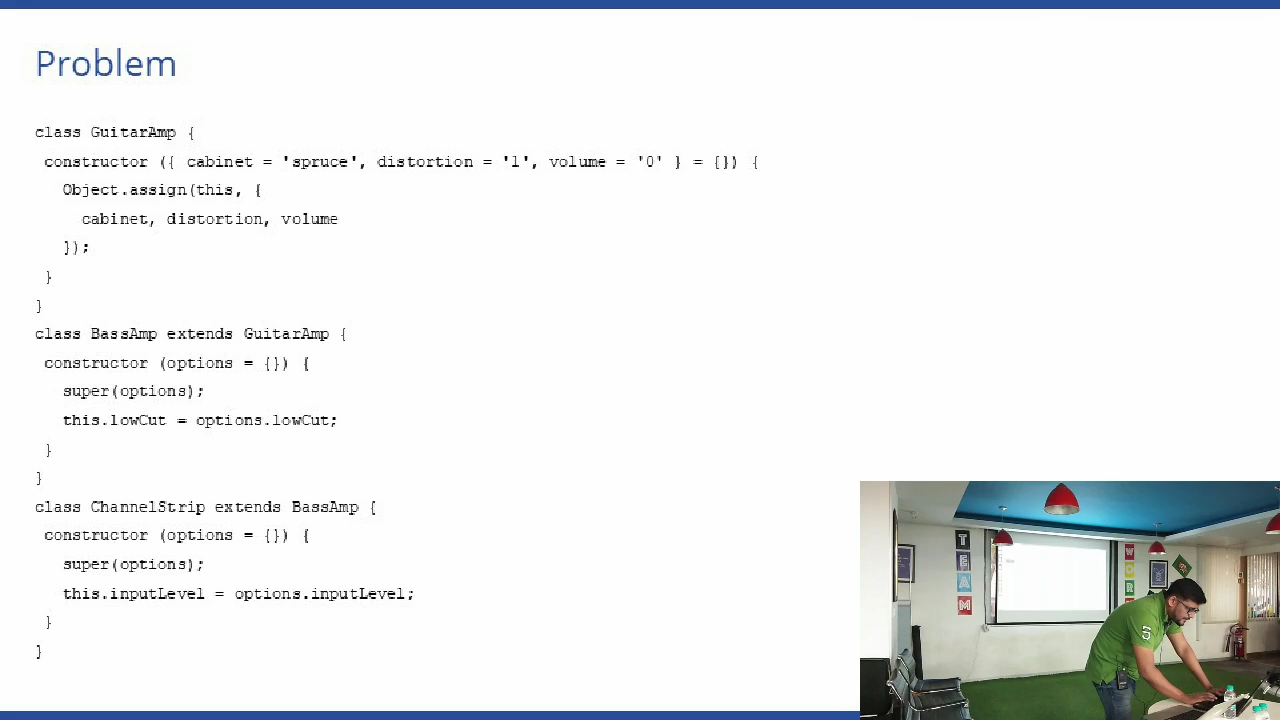 Problem
class GuitarAmp {
constructor ({ cabinet = 'spruce', distortion = '1', volume = '0' } = {}) {
Object.assign(this, {
cabinet, distortion, volume
});
}
}
class BassAmp extends GuitarAmp {
constructor (options = {}) {
super(options);
this.lowCut = options.lowCut;
}
}
class ChannelStrip extends BassAmp {
constructor (options = {}) {
super(options);
this.inputLevel = options.inputLevel;
}
}
TEAM
WOR